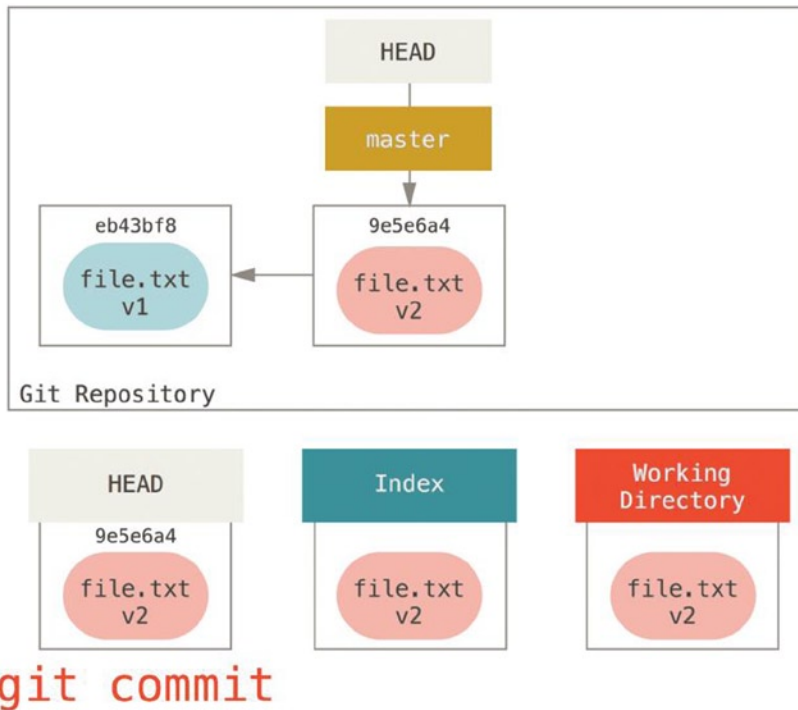 HEAD
master
eb43bf8
file.txt
v1
9e5e6a4
file.txt
v2
Git Repository
HEAD
9e5e6a4
file.txt
v2
Index
file.txt
v2
Working
Directory
file.txt
v2
git commit